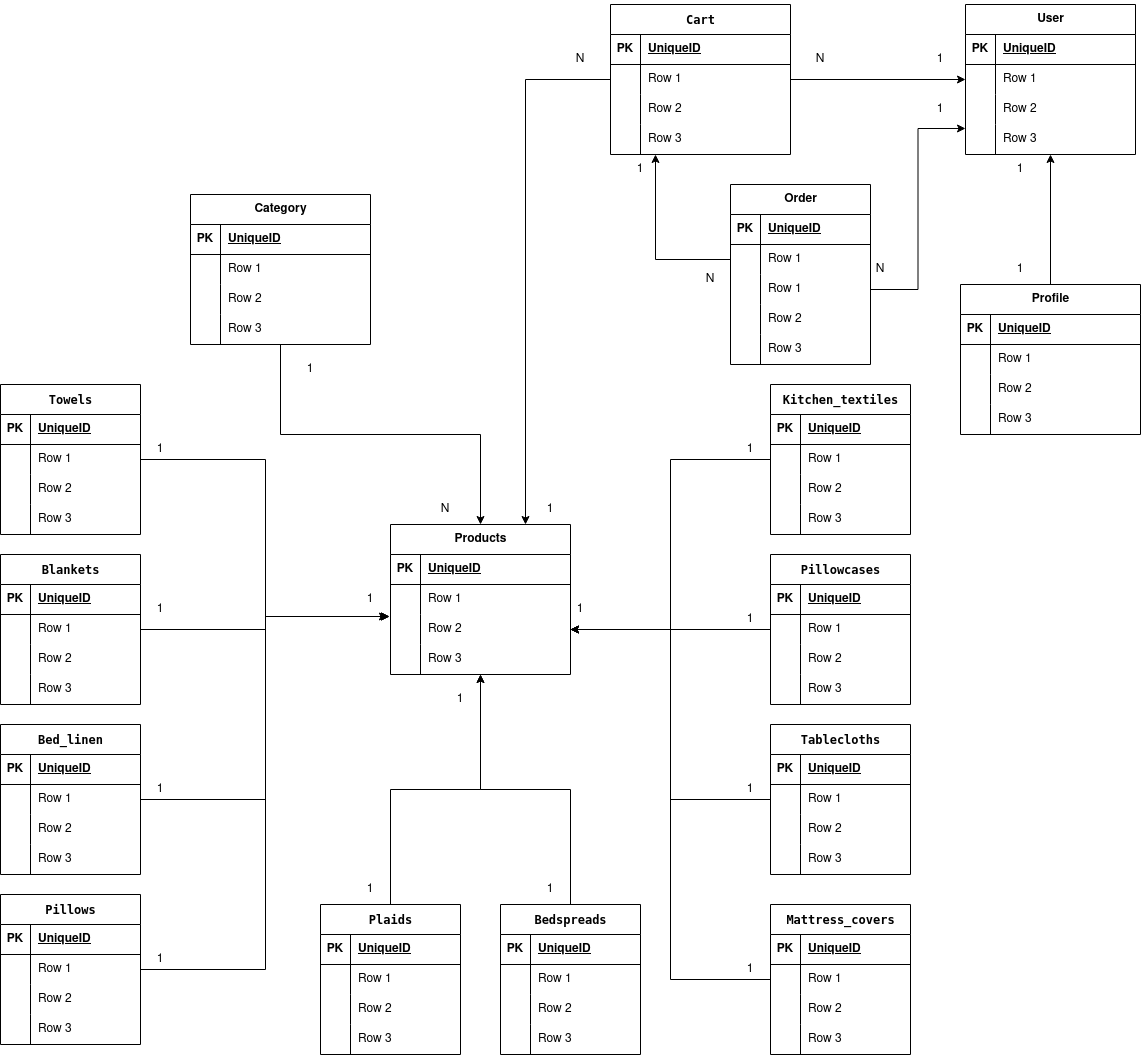 Cart
PK UniqueID
Row 1
Row 2
Row 3
User
PK UniqueID
Row 1
Row 2
Row 3
N
N
1
1
1
1
Order
PK UniqueID
Row 1
Row 1
Row 2
Row 3
N
N
1
Profile
PK UniqueID
Row 1
Row 2
Row 3
Category
PK UniqueID
Row 1
Row 2
Row 3
1
N
1
Towels
PK UniqueID
Row 1
Row 2
Row 3
1
Blankets
PK UniqueID
Row 1
Row 2
Row 3
1
Bed_linen
PK UniqueID
Row 1
Row 2
Row 3
1
Pillows
PK UniqueID
Row 1
Row 2
Row 3
1
Products
PK UniqueID
Row 1
Row 2
Row 3
1
1
1
Plaids
PK UniqueID
Row 1
Row 2
Row 3
1
Bedspreads
PK UniqueID
Row 1
Row 2
Row 3
1
Kitchen_textiles
PK UniqueID
Row 1
Row 2
Row 3
1
Pillowcases
PK UniqueID
Row 1
Row 2
Row 3
1
Tablecloths
PK UniqueID
Row 1
Row 2
Row 3
1
Mattress_covers
PK UniqueID
Row 1
Row 2
Row 3
1